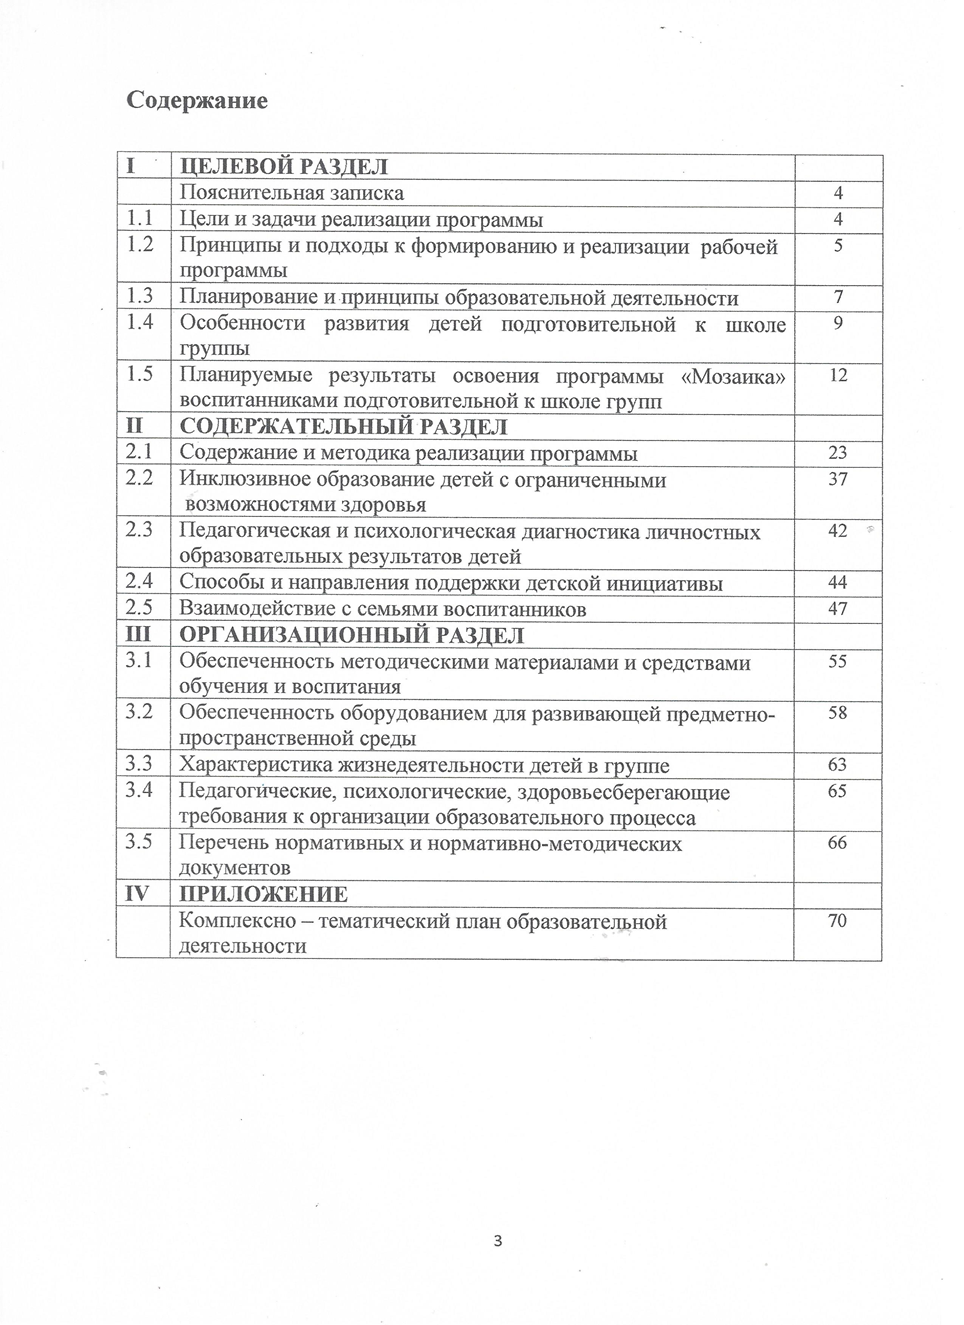 Содержание
I ЦЕЛЕВОЙ РАЗДЕЛ
Пояснительная записка 4
1.1 Цели и задачи реализации программы 4
1.2 Принципы и подходы к формированию и реализации рабочей 5
программы
1.3 Планирование и принципы образовательной деятельности 7
1.4 Особенности развития детей подготовительной к школе 9
группы
1.5 Планируемые результаты освоения программы «Мозаика» 12
воспитанниками подготовительной к школе групп
II СОДЕРЖАТЕЛЬНЫЙ РАЗДЕЛ
2.1 Содержание и методика реализации программы 23
2.2 Инклюзивное образование детей с ограниченными 37
возможностями здоровья
2.3 Педагогическая и психологическая диагностика личностных 42
образовательных результатов детей
2.4 Способы и направления поддержки детской инициативы 44
2.5 Взаимодействие с семьями воспитанников 47
III ОРГАНИЗАЦИОННЫЙ РАЗДЕЛ
3.1 Обеспеченность методическими материалами и средствами 55
обучения и воспитания
3.2 Обеспеченность оборудованием для развивающей предметно- 58
пространственной среды
3.3 Характеристика жизнедеятельности детей в группе 63
3.4 Педагогические, психологические, здоровьесберегающие 65
требования к организации образовательного процесса
3.5 Перечень нормативных и нормативно-методических 66
документов
IV ПРИЛОЖЕНИЕ
Комплексно – тематический план образовательной 70
деятельности
3